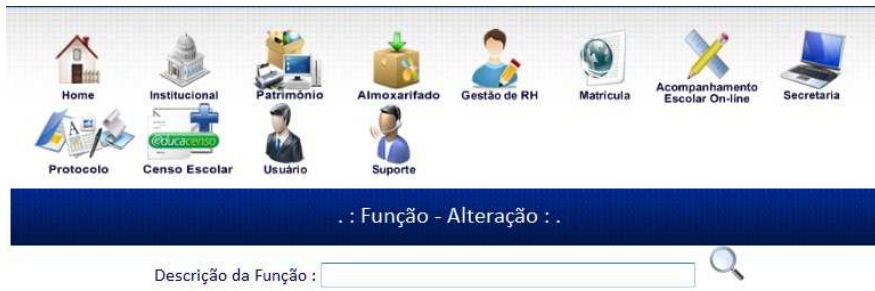 Home Institucional Patrimônio Almoxarifado Gestão de RH Matrícula Acompanhamento Escolar On-line Secretaria
Protocolo @ducacenso Censo Escolar Usuário Suporte
. : Função - Alteração : .
Descrição da Função :